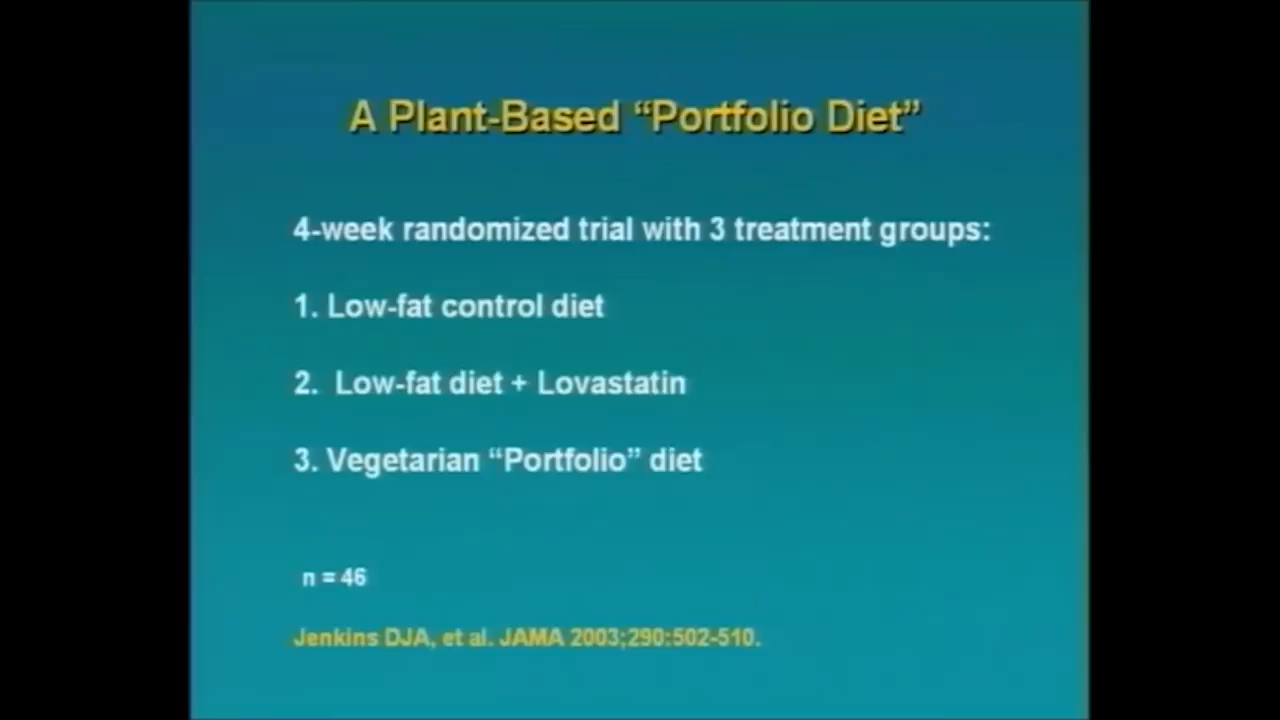 A Plant-Based “Portfolio Diet”
4-week randomized trial with 3 treatment groups:
1. Low-fat control diet
2. Low-fat diet + Lovastatin
3. Vegetarian “Portfolio” diet
n = 46
Jenkins DJA, et al. JAMA 2003;290:502-510.